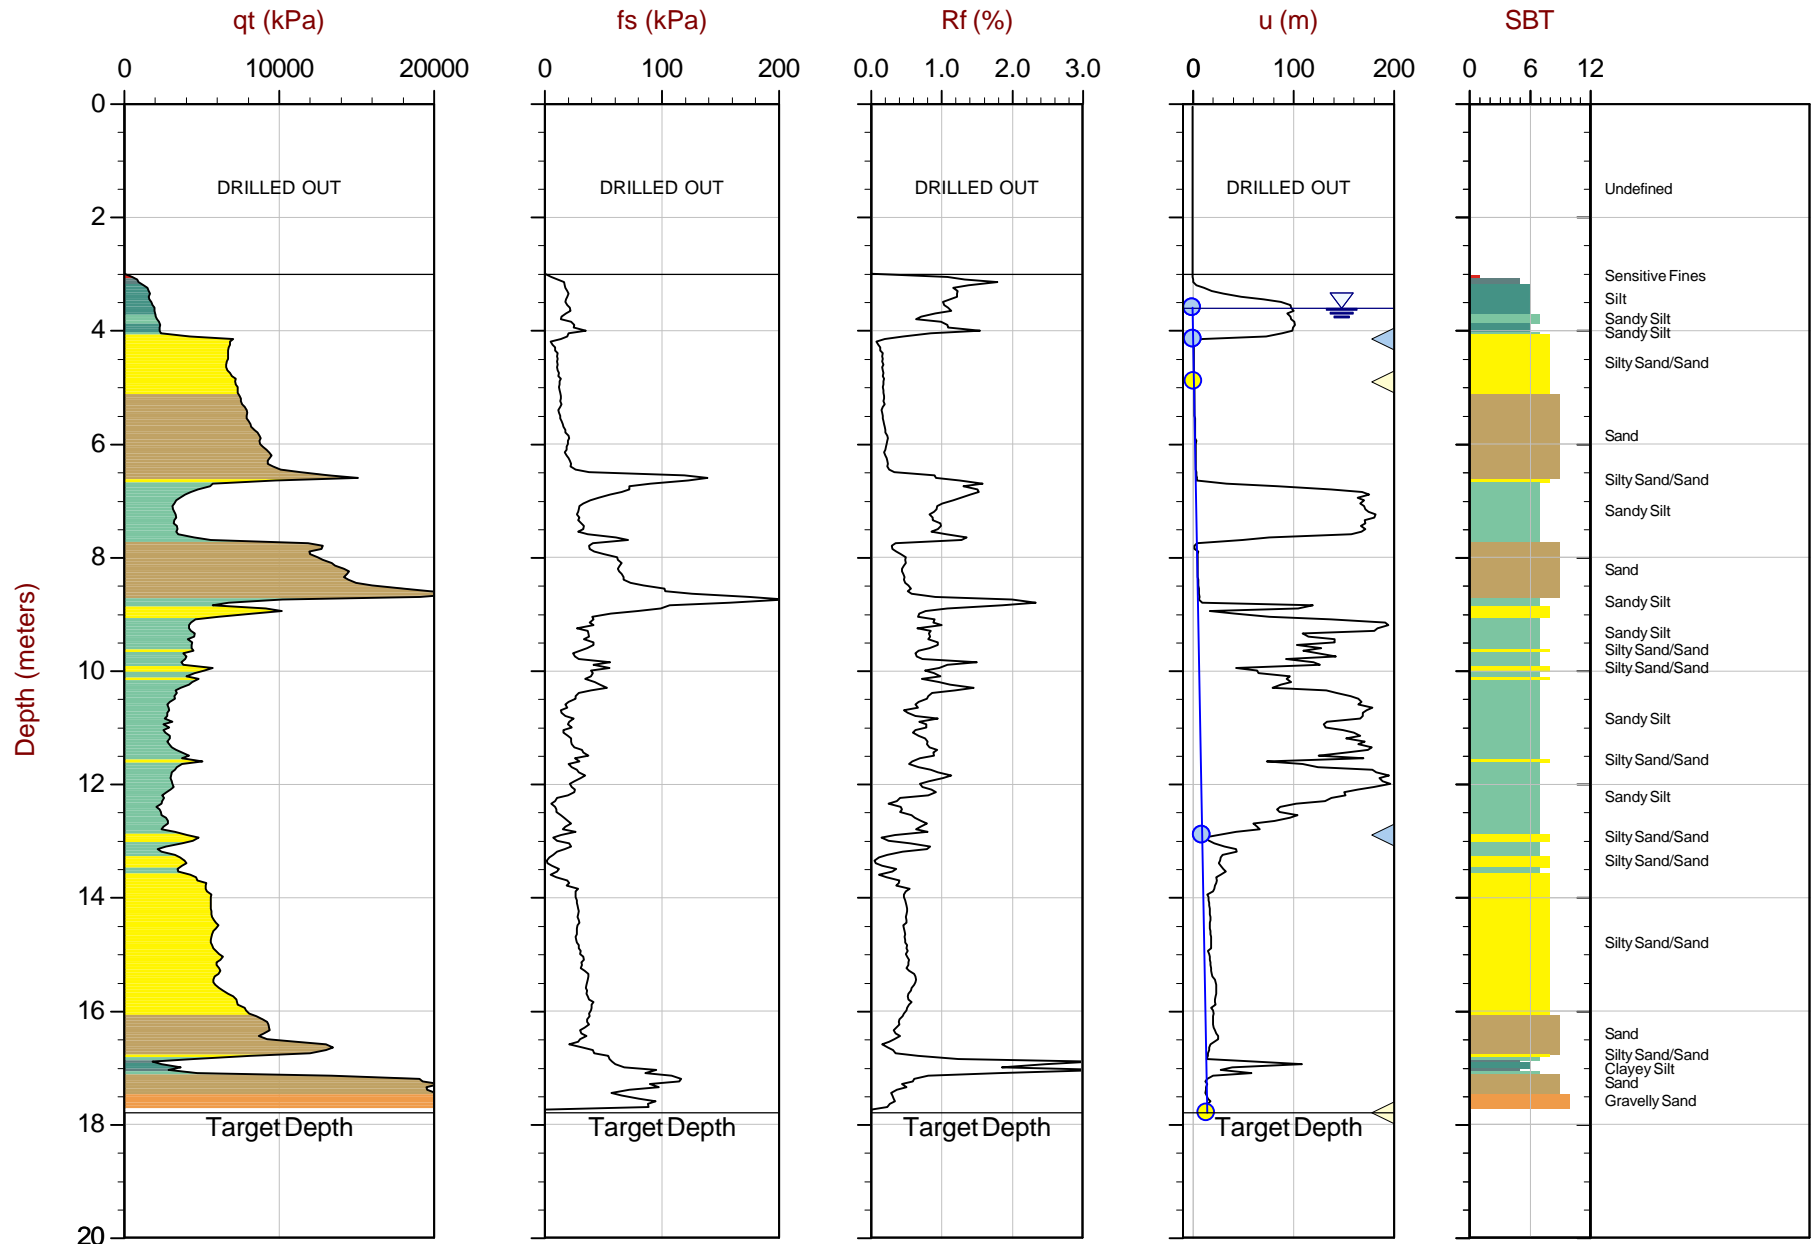 qt (kPa) fs (kPa) Rf (%) u (m) SBT
0 10000 20000 0 100 200 0.0 1.0 2.0 3.0 0 100 200 0 6 12
0
DRILLED OUT DRILLED OUT DRILLED OUT DRILLED OUT Undefined
2
Sensitive Fines
Silt
Sandy Silt
4
Sandy Silt
Silty Sand/Sand
Sand
6
Silty Sand/Sand
Sandy Silt
8
Sand
Sandy Silt
Sandy Silt
Silty Sand/Sand
10
Silty Sand/Sand
Sandy Silt
Silty Sand/Sand
12
Sandy Silt
Silty Sand/Sand
Silty Sand/Sand
14
Silty Sand/Sand
16
Sand
Silty Sand/Sand
Clayey Silt
Sand
Gravelly Sand
18
Target Depth Target Depth Target Depth Target Depth
20
Depth (meters)